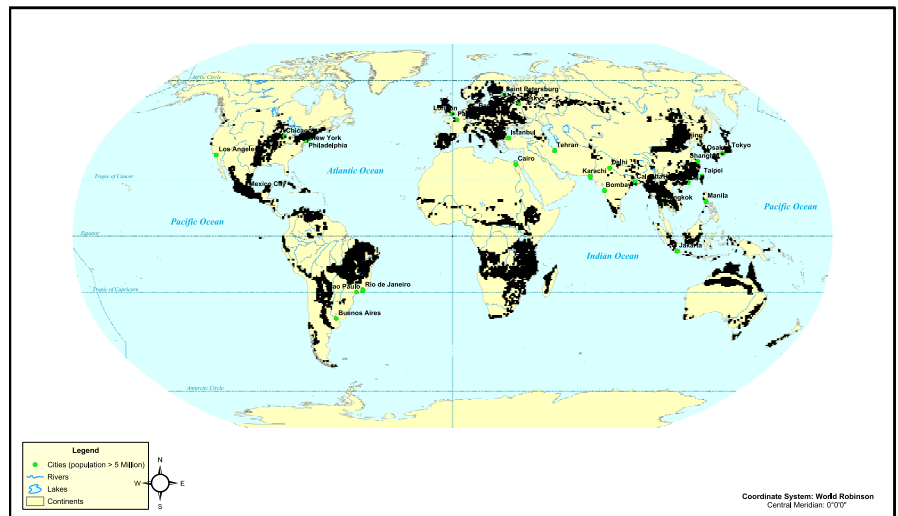 Arctic Circle
Saint Petersburg
London
Chicago
New York
Philadelphia
Istanbul
Los Angeles
Tehran
Osaka
Tokyo
Shanghai
Cairo
Delhi
Atlantic Ocean
Karachi
Taipei
Tropic of Cancer
Mexico City
Bombay
Manila
Pacific Ocean
Pacific Ocean
Equator
Jakarta
Indian Ocean
Tropic of Capricorn
Rio de Janeiro
Buenos Aires
Antarctic Circle
Legend
Cities (population > 5 Million)
Rivers
Lakes
Continents
N
W
E
S
Coordinate System: World Robinson
Central Meridian: 0°0'0"